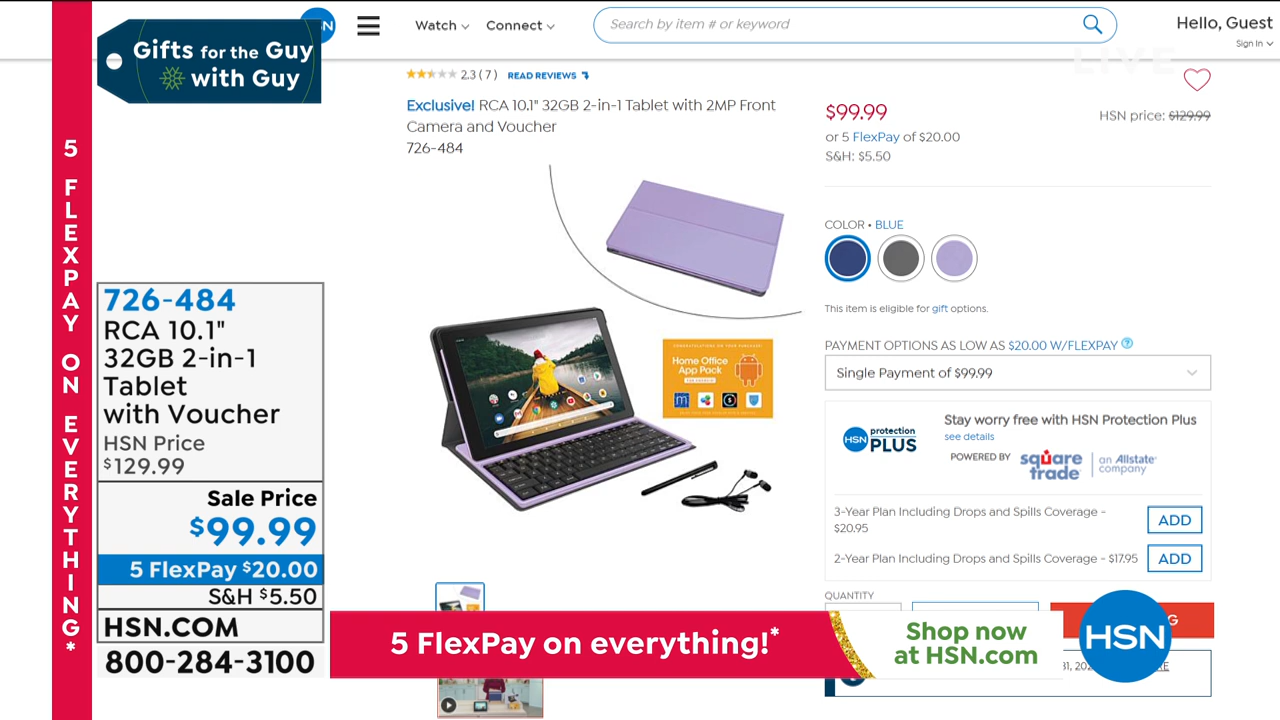 Gifts for the Guy
with Guy
5 FLEXPAY ON EVERYTHING*
726-484
RCA 10.1"
32GB 2-in-1
Tablet
with Voucher
HSN Price
$129.99
Sale Price
$99.99
5 FlexPay $20.00
S&H $5.50
HSN.COM
800-284-3100
Watch
Connect
Search by item # or keyword
Hello, Guest
Sign In
LIVE
2.3 ( 7 )
READ REVIEWS
Exclusive! RCA 10.1" 32GB 2-in-1 Tablet with 2MP Front
Camera and Voucher
726-484
CONGRATULATIONS ON YOUR PURCHASE
Home Office
App Pack
$99.99
HSN price: $129.99
or 5 FlexPay of $20.00
S&H: $5.50
COLOR • BLUE
This item is eligible for gift options.
PAYMENT OPTIONS AS LOW AS $20.00 W/FLEXPAY
Single Payment of $99.99
HSN protection
PLUS
Stay worry free with HSN Protection Plus
see details
POWERED BY
square
trade
an Allstate
company
3-Year Plan Including Drops and Spills Coverage -
$20.95
ADD
2-Year Plan Including Drops and Spills Coverage - $17.95
ADD
QUANTITY
5 FlexPay on everything!*
Shop now
at HSN.com
HSN